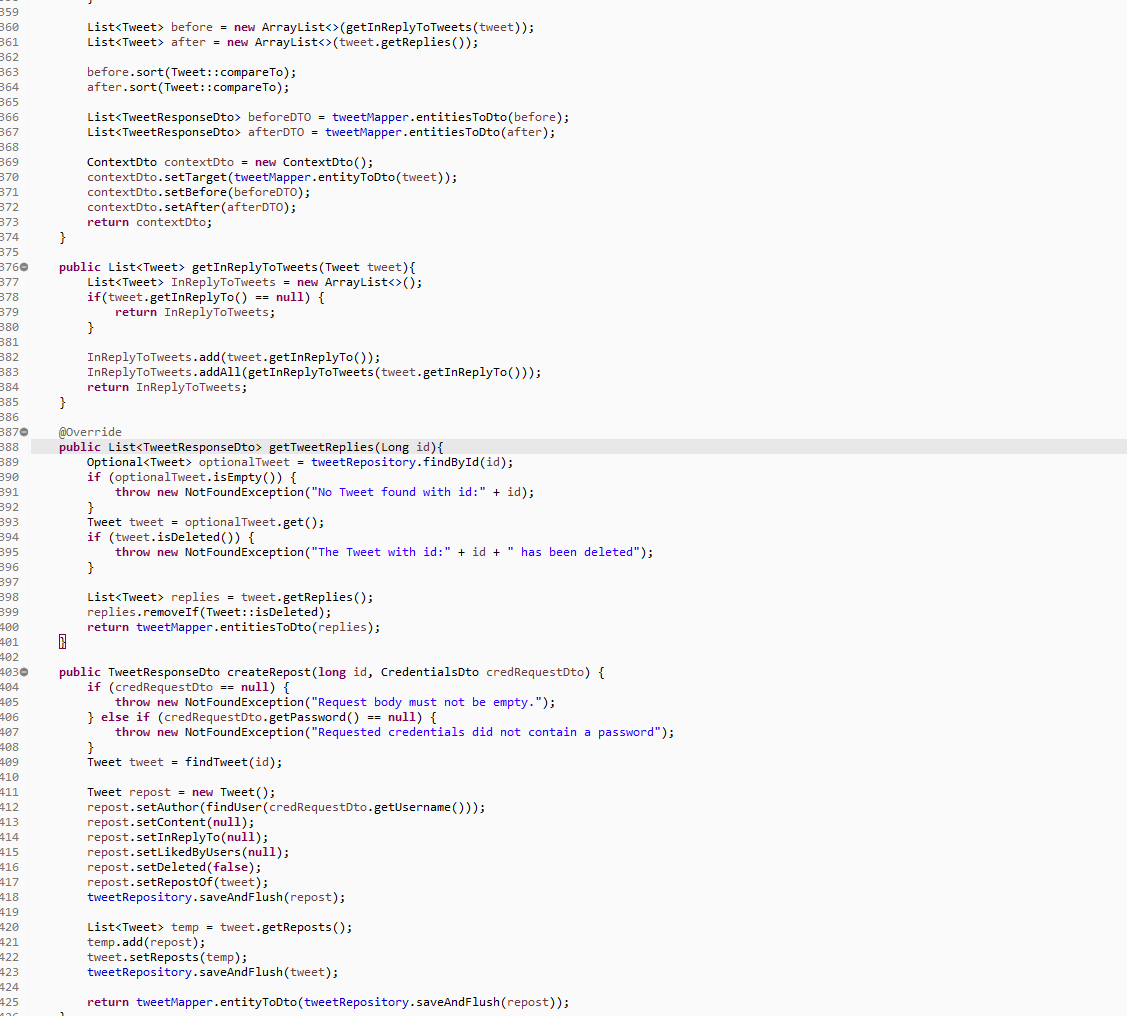 359
360 List<Tweet> before = new ArrayList<>(getInReplyToTweets(tweet));
361 List<Tweet> after = new ArrayList<>(tweet.getReplies());
362
363 before.sort(Tweet::compareTo);
364 after.sort(Tweet::compareTo);
365
366 List<TweetResponseDto> beforeDTO = tweetMapper.entitiesToDto(before);
367 List<TweetResponseDto> afterDTO = tweetMapper.entitiesToDto(after);
368
369 ContextDto contextDto = new ContextDto();
370 contextDto.setTarget(tweetMapper.entityToDto(tweet));
371 contextDto.setBefore(beforeDTO);
372 contextDto.setAfter(afterDTO);
373 return contextDto;
374 }
375
376 public List<Tweet> getInReplyToTweets(Tweet tweet){
377 List<Tweet> InReplyToTweets = new ArrayList<>();
378 if(tweet.getInReplyTo() == null) {
379 return InReplyToTweets;
380 }
381
382 InReplyToTweets.add(tweet.getInReplyTo());
383 InReplyToTweets.addAll(getInReplyToTweets(tweet.getInReplyTo()));
384 return InReplyToTweets;
385 }
386
387 @Override
388 public List<TweetResponseDto> getTweetReplies(Long id){
389 Optional<Tweet> optionalTweet = tweetRepository.findById(id);
390 if (optionalTweet.isEmpty()) {
391 throw new NotFoundException("No Tweet found with id:" + id);
392 }
393 Tweet tweet = optionalTweet.get();
394 if (tweet.isDeleted()) {
395 throw new NotFoundException("The Tweet with id:" + id + " has been deleted");
396 }
397
398 List<Tweet> replies = tweet.getReplies();
399 replies.removeIf(Tweet::isDeleted);
400 return tweetMapper.entitiesToDto(replies);
401 }
402
403 public TweetResponseDto createRepost(long id, CredentialsDto credRequestDto) {
404 if (credRequestDto == null) {
405 throw new NotFoundException("Request body must not be empty.");
406 } else if (credRequestDto.getPassword() == null) {
407 throw new NotFoundException("Requested credentials did not contain a password");
408 }
409 Tweet tweet = findTweet(id);
410
411 Tweet repost = new Tweet();
412 repost.setAuthor(findUser(credRequestDto.getUsername()));
413 repost.setContent(null);
414 repost.setInReplyTo(null);
415 repost.setLikedByUsers(null);
416 repost.setDeleted(false);
417 repost.setRepostOf(tweet);
418 tweetRepository.saveAndFlush(repost);
419
420 List<Tweet> temp = tweet.getReposts();
421 temp.add(repost);
422 tweet.setReposts(temp);
423 tweetRepository.saveAndFlush(tweet);
424
425 return tweetMapper.entityToDto(tweetRepository.saveAndFlush(repost));